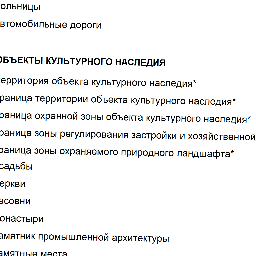 ольницы
втомобильные дороги
ОБЪЕКТЫ КУЛЬТУРНОГО НАСЛЕДИЯ
ерритория объекта культурного наследия*
раница территории объекта культурного наследия*
раница охранной зоны объекта культурного наследия*
раница зоны регулирования застройки и хозяйственной
раница зоны охраняемого природного ландшафта*
садьбы
еркви
асовни
онастыри
амятник промышленной архитектуры
амятные места